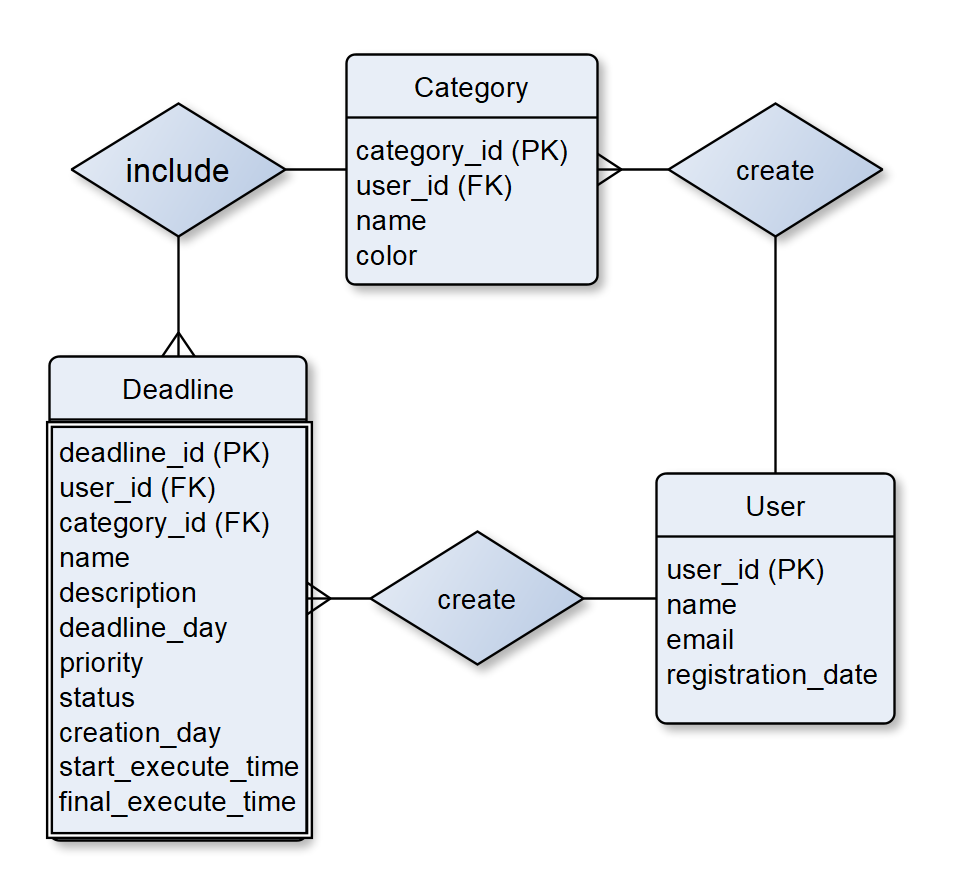 Category
category_id (PK)
user_id (FK)
name
color
include
create
Deadline
deadline_id (PK)
user_id (FK)
category_id (FK)
name
description
deadline_day
priority
status
creation_day
start_execute_time
final_execute_time
create
User
user_id (PK)
name
email
registration_date